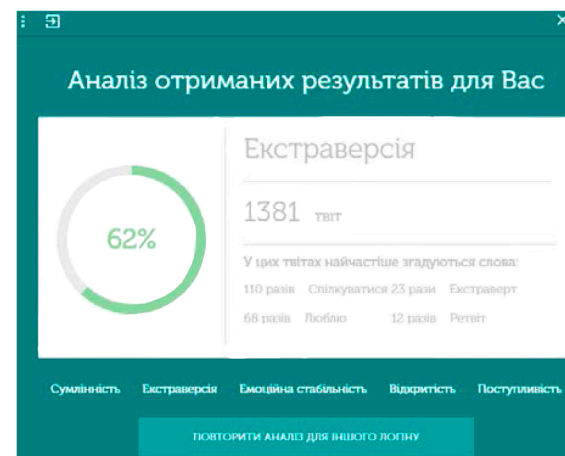 Аналіз отриманих результатів для Вас
Екстраверсія
62%
1381 твіт
У цих твітах найчастіше згадуються слова:
110 разів Спілкуватися 23 рази Екстраверт
68 разів Люблю 12 разів Ретвіт
Сумлінність Екстраверсія Емоційна стабільність Відкритість Поступливість
ПОВТОРИТИ АНАЛІЗ ДЛЯ ІНШОГО ЛОГІНУ